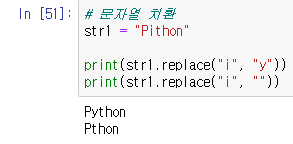 In [51]:
# 문자열 치환
str1 = "Pithon"
print(str1.replace("i", "y"))
print(str1.replace("i", ""))
Python
Pthon